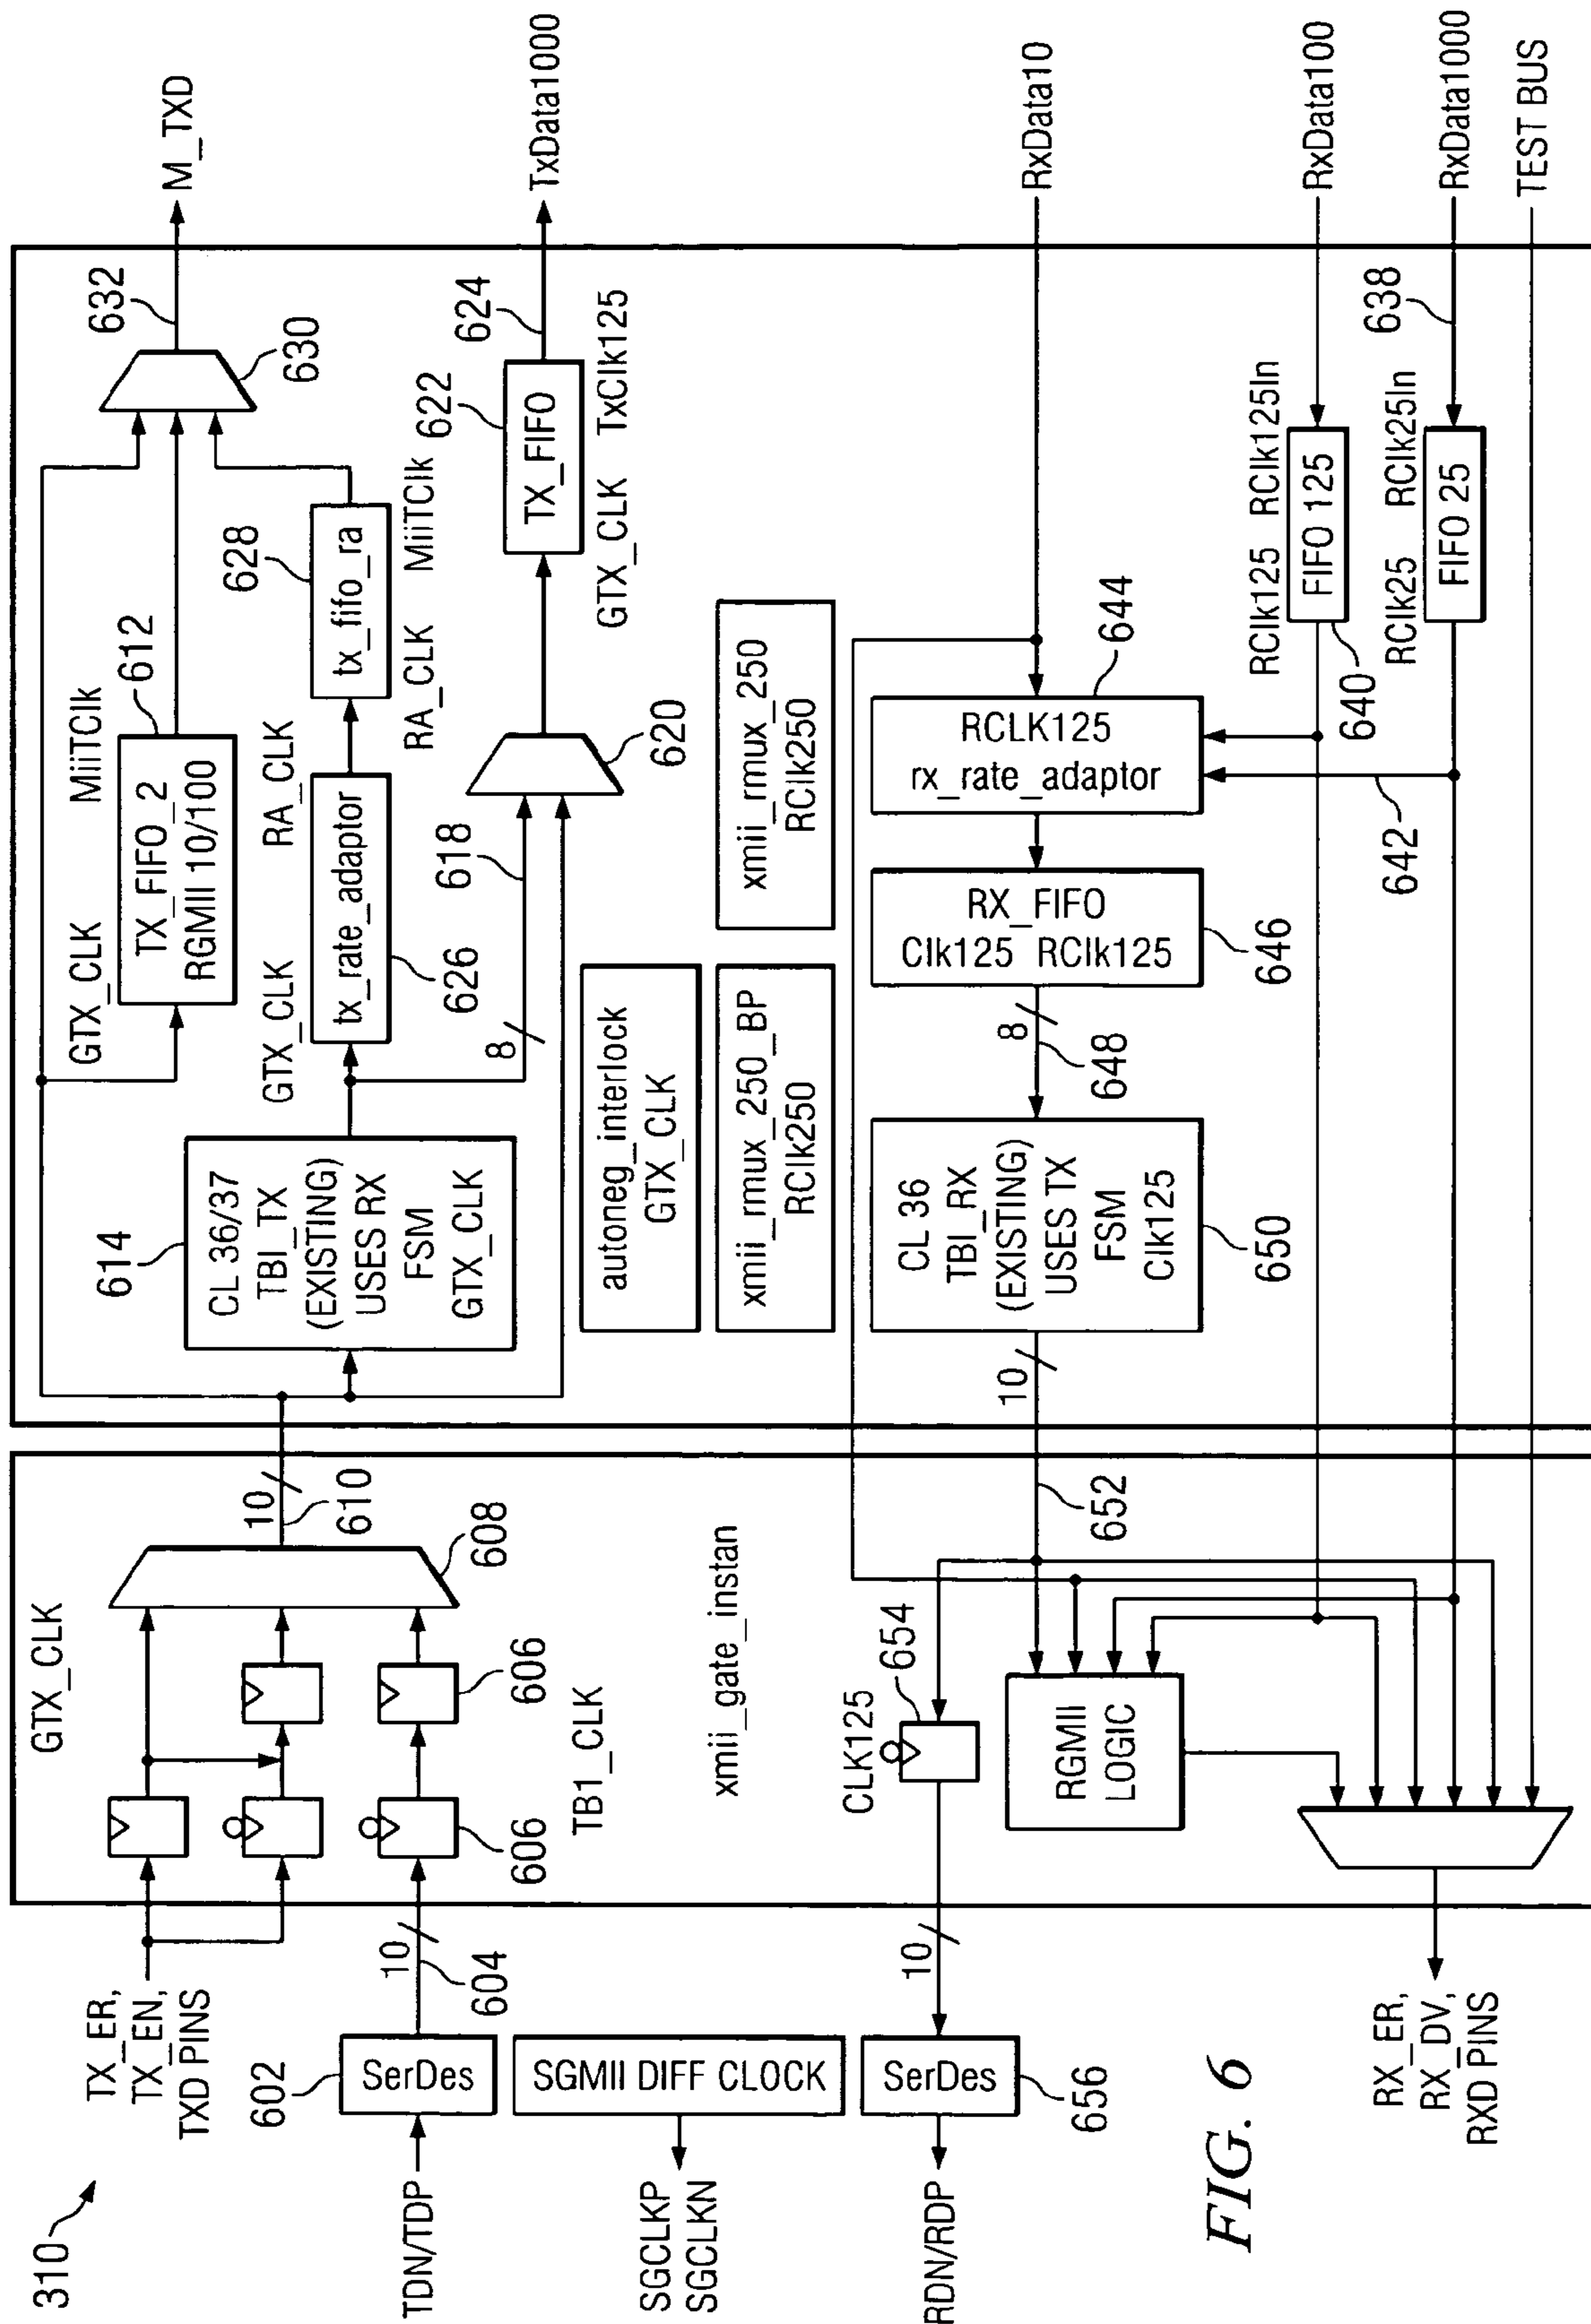 310
TX_ER,
TX_EN,
TXD PINS
602
SerDes
TDN/TDP
10
604
GTX_CLK
606
606
TB1_CLK
608
10
610
xmii_gate_instan
SGMII DIFF CLOCK
SGCLKP
SGCLKN
614
CL 36/37
TBI_TX
(EXISTING)
USES RX
FSM
GTX_CLK
GTX_CLK
MiiTClk
612
TX_FIFO_2
RGMII 10/100
GTX_CLK
RA_CLK
tx_rate_adaptor
626
628
tx_fifo_ra
RA_CLK
MiiTClk
630
632
M_TXD
8
618
620
622
TX_FIFO
GTX_CLK
TxClk125
624
TxData1000
autoneg_interlock
GTX_CLK
xmii_rmux_250_BP
RClk250
xmii_rmux_250
RClk250
RDN/RDP
SerDes
656
10
CLK125
654
652
10
CL 36
TBI_RX
(EXISTING)
USES TX
FSM
Clk125
650
8
648
RX_FIFO
Clk125 RClk125
646
RCLK125
rx_rate_adaptor
644
642
RxData10
RGMII
LOGIC
RClk125
RClk125In
FIFO 125
640
RxData100
RClk25
RClk25In
FIFO 25
638
RxData1000
TEST BUS
RX_ER,
RX_DV,
RXD PINS
FIG. 6